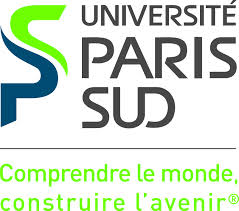 UNIVERSITÉ
PARIS
SUD
Comprendre le monde,
construire l'avenir®